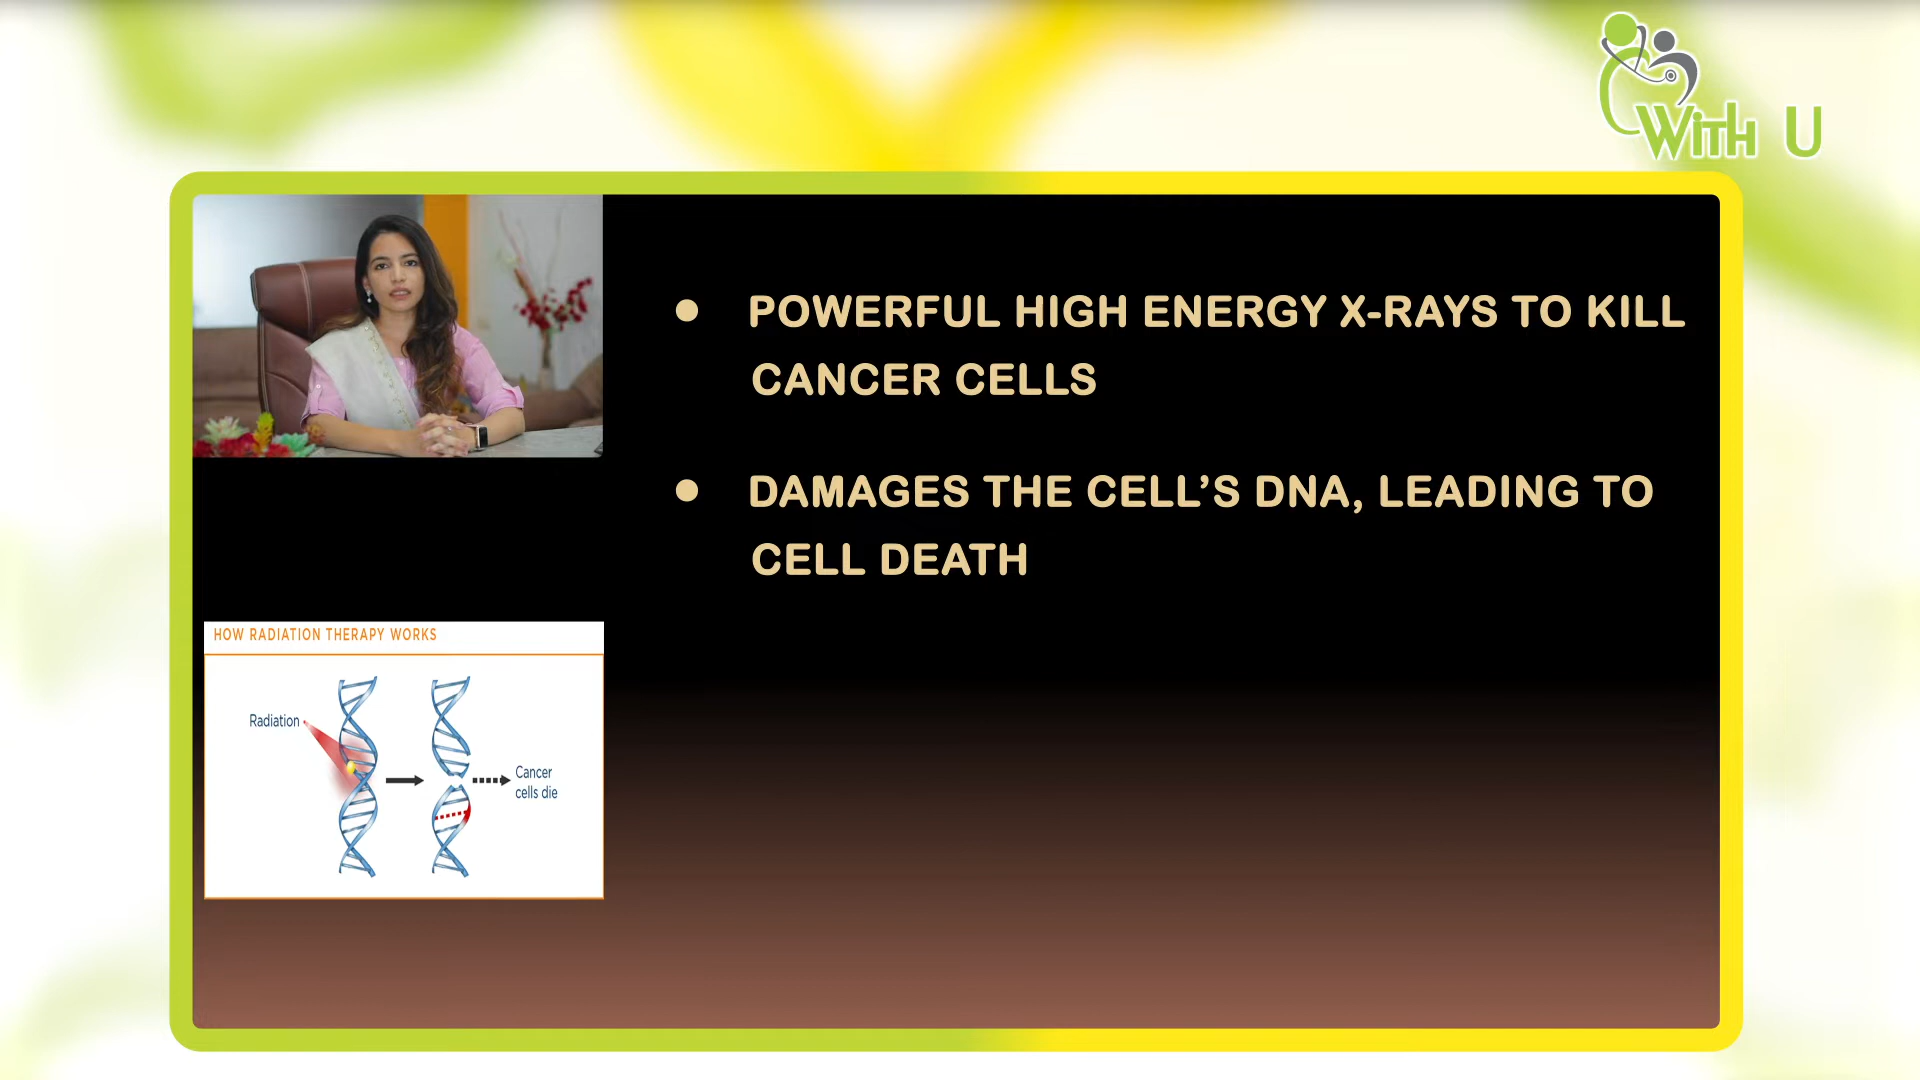 With U
● POWERFUL HIGH ENERGY X-RAYS TO KILL
CANCER CELLS
● DAMAGES THE CELL’S DNA, LEADING TO
CELL DEATH
HOW RADIATION THERAPY WORKS
Radiation
Cancer
cells die